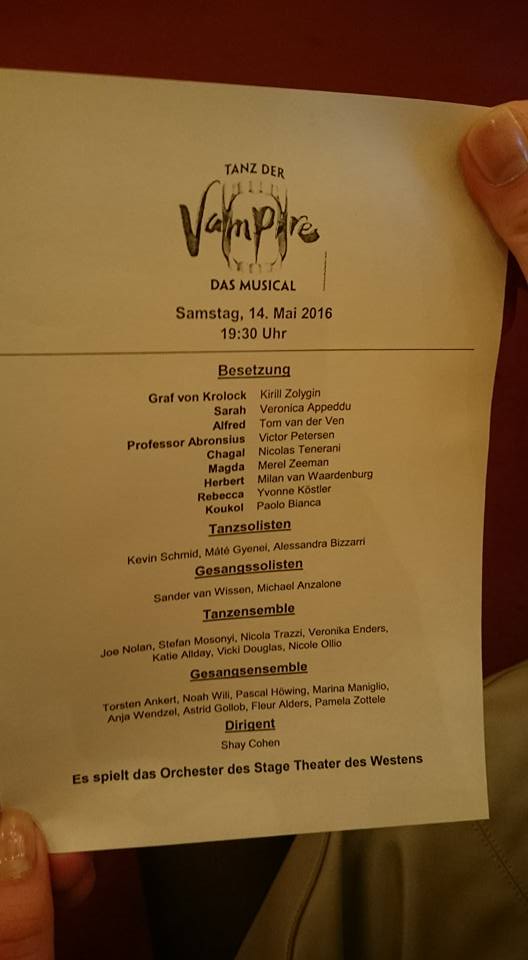 TANZ DER
Vampire
DAS MUSICAL
Samstag, 14. Mai 2016
19:30 Uhr
Besetzung
Graf von Krolock Kirill Zolygin
Sarah Veronica Appeddu
Alfred Tom van der Ven
Professor Abronsius Victor Petersen
Chagal Nicolas Tenerani
Magda Merel Zeeman
Herbert Milan van Waardenburg
Rebecca Yvonne Köstler
Koukol Paolo Bianca
Tanzsolisten
Kevin Schmid, Máté Gyenei, Alessandra Bizzarri
Gesangssolisten
Sander van Wissen, Michael Anzalone
Tanzensemble
Joe Nolan, Stefan Mosonyi, Nicola Trazzi, Veronika Enders,
Katie Allday, Vicki Douglas, Nicole Ollio
Gesangsensemble
Torsten Ankert, Noah Wili, Pascal Höwing, Marina Maniglio,
Anja Wendzel, Astrid Gollob, Fleur Alders, Pamela Zottele
Dirigent
Shay Cohen
Es spielt das Orchester des Stage Theater des Westens